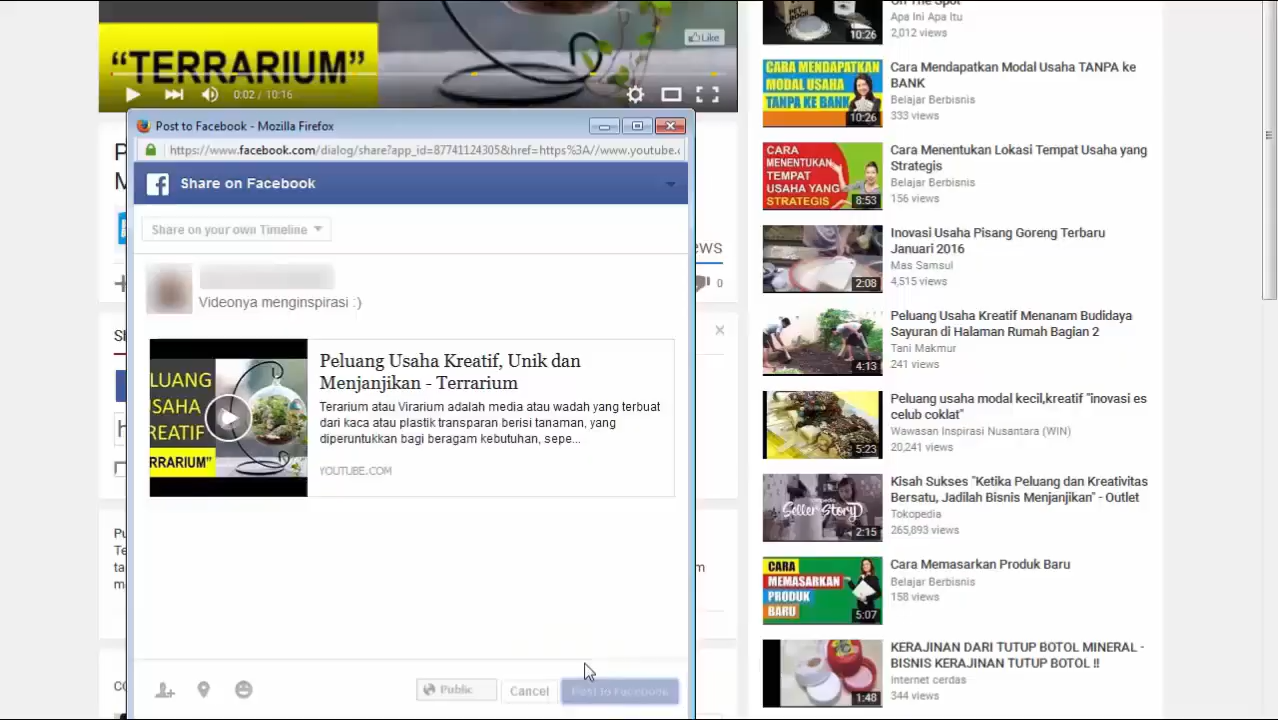 "TERRARIUM"
Like
0:02 / 10:16
Post to Facebook - Mozilla Firefox
https://www.facebook.com/dialog/share?app_id=87741124305&href=https%3A//www.youtube.c
Share on Facebook
Share on your own Timeline
Videonya menginspirasi :)
LUANG
USAHA
KREATIF
RRARIUM"
Peluang Usaha Kreatif, Unik dan
Menjanjikan - Terrarium
Terarium atau Virarium adalah media atau wadah yang terbuat
dari kaca atau plastik transparan berisi tanaman, yang
diperuntukkan bagi beragam kebutuhan, sepe...
YOUTUBE.COM
Public
Cancel
Post to Facebook
0
On The Spot
Apa Ini Apa Itu
2,012 views
10:26
CARA MENDAPATKAN
MODAL USAHA
TANPA KE
BANK
10:26
Cara Mendapatkan Modal Usaha TANPA ke
BANK
Belajar Berbisnis
333 views
CARA
MENENTUKAN
TEMPAT
USAHA YANG
STRATEGIS
8:53
Cara Menentukan Lokasi Tempat Usaha yang
Strategis
Belajar Berbisnis
156 views
2:08
Inovasi Usaha Pisang Goreng Terbaru
Januari 2016
Mas Samsul
4,515 views
4:13
Peluang Usaha Kreatif Menanam Budidaya
Sayuran di Halaman Rumah Bagian 2
Tani Makmur
241 views
5:23
Peluang usaha modal kecil,kreatif "inovasi es
celub coklat"
Wawasan Inspirasi Nusantara (WIN)
20,241 views
Seller Story
2:15
Kisah Sukses "Ketika Peluang dan Kreativitas
Bersatu, Jadilah Bisnis Menjanjikan" - Outlet
Tokopedia
265,893 views
CARA
MEMASARKAN
PRODUK
BARU
5:07
Cara Memasarkan Produk Baru
Belajar Berbisnis
158 views
1:48
KERAJINAN DARI TUTUP BOTOL MINERAL -
BISNIS KERAJINAN TUTUP BOTOL !!
internet cerdas
344 views